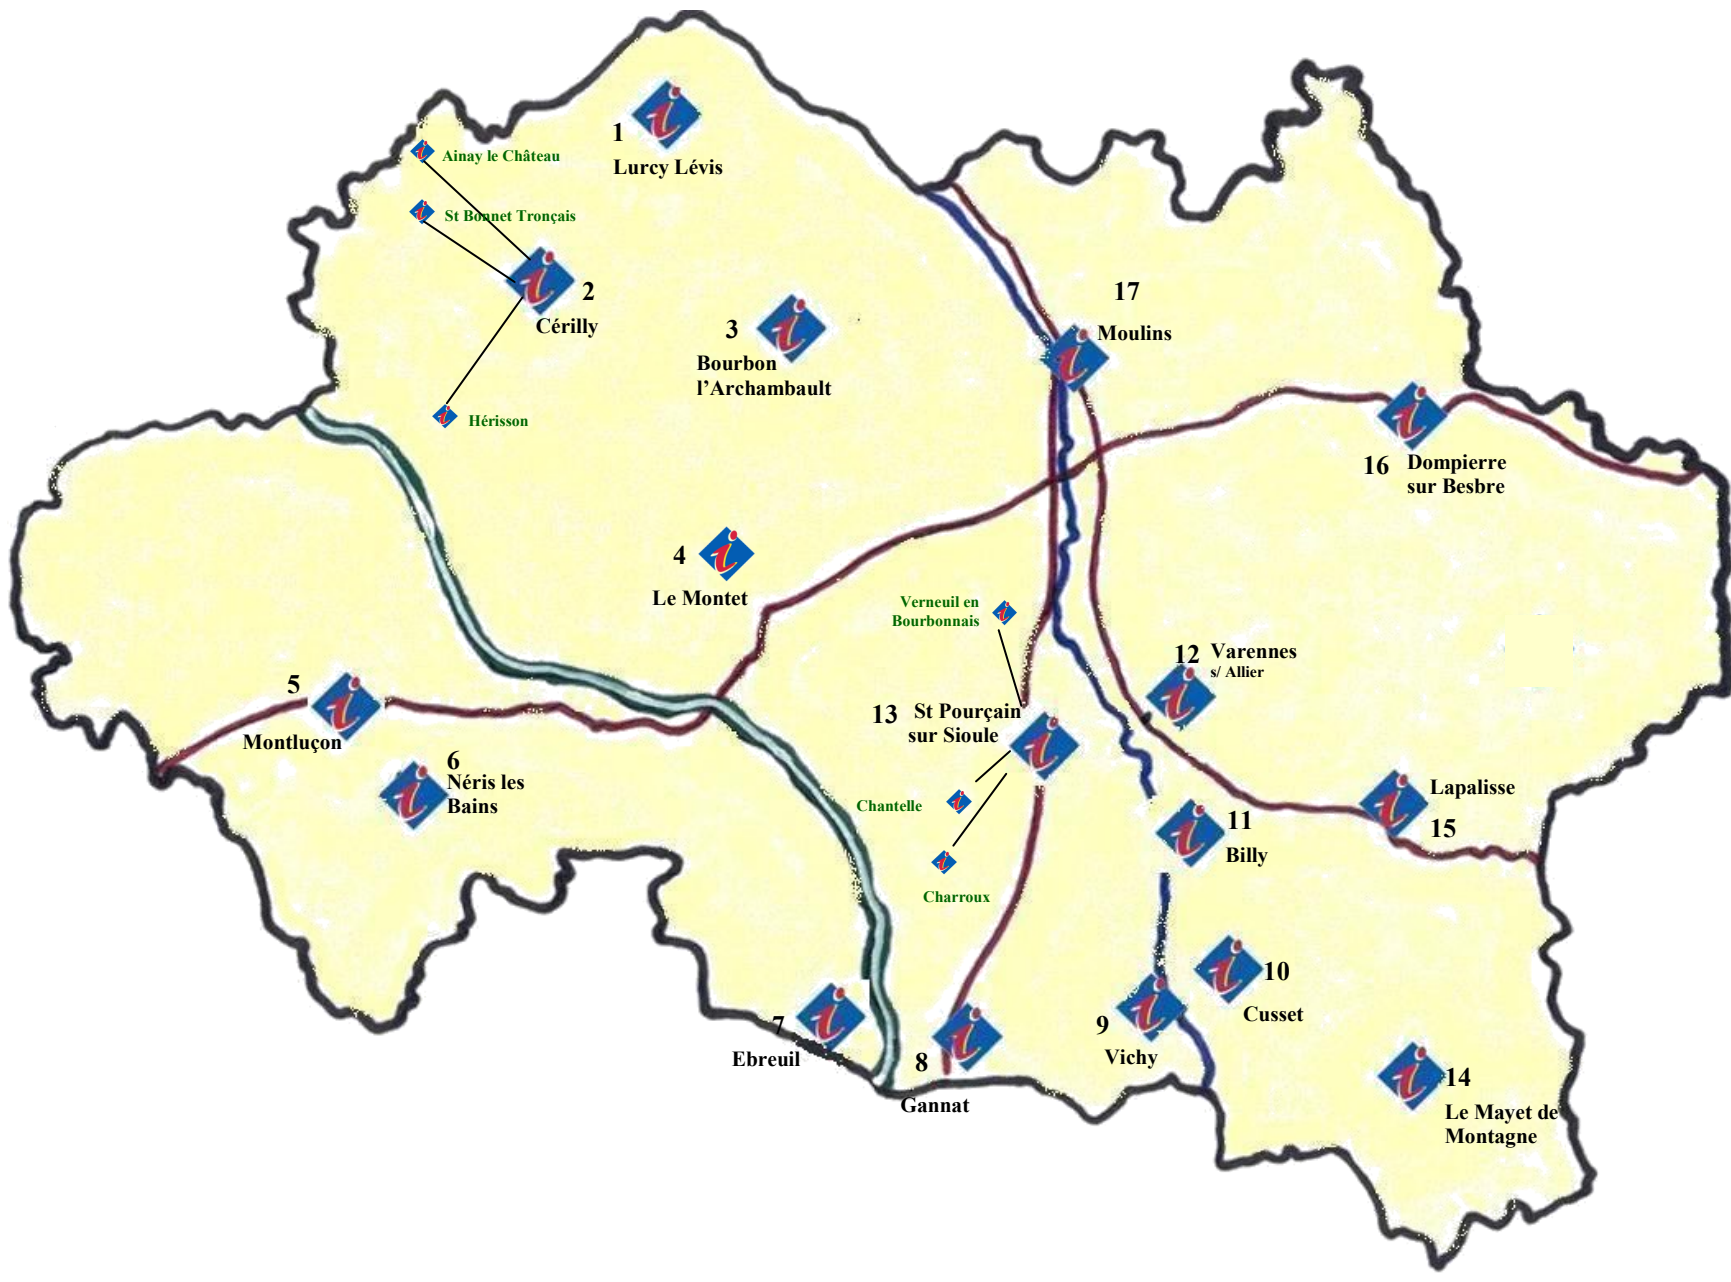 1
Lurcy Lévis
Ainay le Château
St Bonnet Tronçais
2
Cérilly
Hérisson
3
Bourbon
l'Archambault
17
Moulins
16
Dompierre
sur Besbre
4
Le Montet
Verneuil en
Bourbonnais
12
Varennes
s/ Allier
5
Montluçon
6
Néris les
Bains
13
St Pourçain
sur Sioule
Chantelle
Charroux
Lapalisse
15
11
Billy
10
Cusset
7
Ebreuil
8
Gannat
9
Vichy
14
Le Mayet de
Montagne